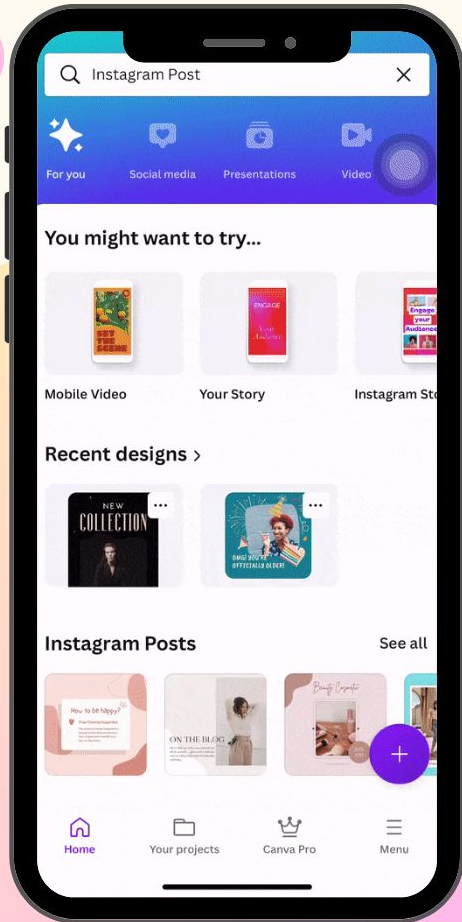 Instagram Post
For you
Social media
Presentations
Video
You might want to try...
SET
THE
SCENE
ENGAGE
Your
Audience
Engage
your
Audience
Mobile Video
Your Story
Instagram Sto
Recent designs
NEW
COLLECTION
OMG! YOU'RE
OFFICIALLY OLDER!
Instagram Posts
See all
How to be happy?
ON THE BLOG
Beauty Cosmetic
Home
Your projects
Canva Pro
Menu